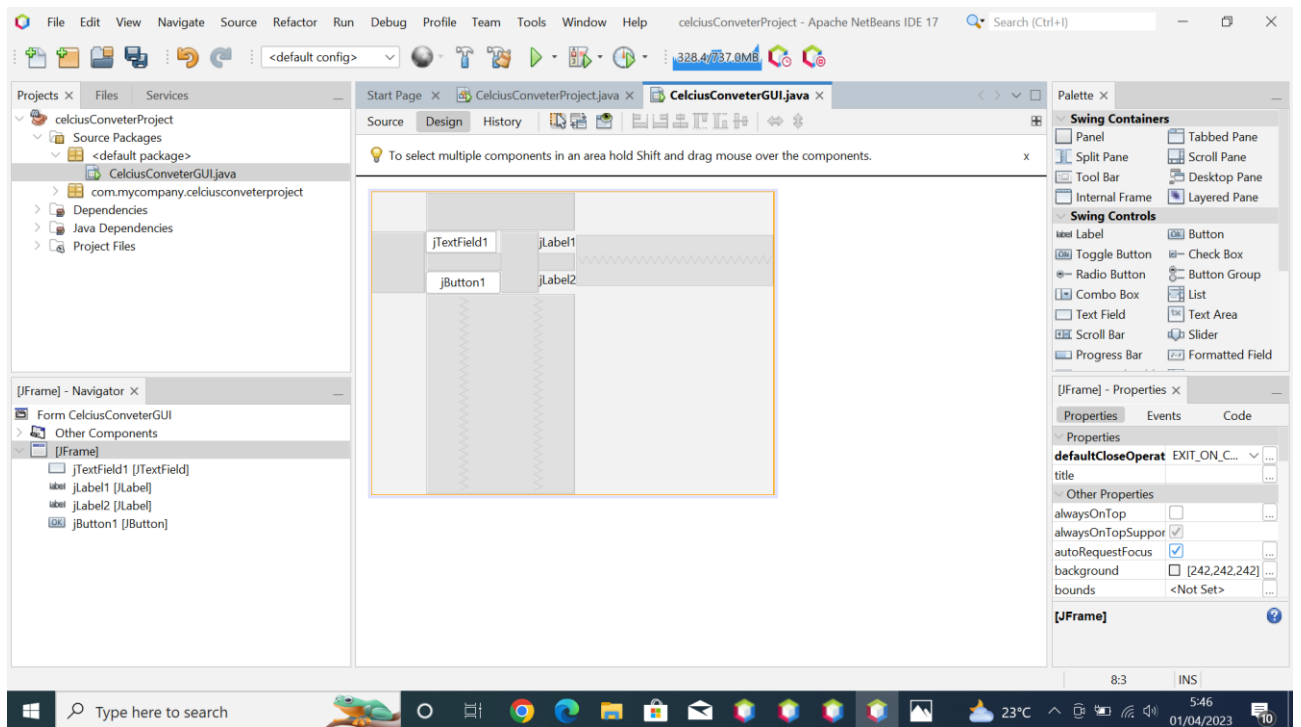 File Edit View Navigate Source Refactor Run Debug Profile Team Tools Window Help celciusConveterProject - Apache NetBeans IDE 17 Search (Ctrl+I)
<default config> 328.4/737.0MB
Projects Files Services
celciusConveterProject
Source Packages
<default package>
CelciusConveterGUI.java
com.mycompany.celciusconveterproject
Dependencies
Java Dependencies
Project Files
[JFrame] - Navigator
Form CelciusConveterGUI
Other Components
[JFrame]
jTextField1 [JTextField]
label jLabel1 [JLabel]
label jLabel2 [JLabel]
OK jButton1 [JButton]
Start Page CelciusConveterProject.java CelciusConveterGUI.java
Source Design History
To select multiple components in an area hold Shift and drag mouse over the components. x
jTextField1 jLabel1
jButton1 jLabel2
Palette
Swing Containers
Panel Tabbed Pane
Split Pane Scroll Pane
Tool Bar Desktop Pane
Internal Frame Layered Pane
Swing Controls
label Label OK Button
Toggle Button Check Box
Radio Button Button Group
Combo Box List
Text Field Text Area
Scroll Bar Slider
Progress Bar Formatted Field
[JFrame] - Properties
Properties Events Code
Properties
defaultCloseOperat EXIT_ON_C... ...
title ...
Other Properties
alwaysOnTop ...
alwaysOnTopSuppor
autoRequestFocus ...
background [242,242,242] ...
bounds <Not Set> ...
[JFrame]
8:3 INS
Type here to search 23°C 5:46
01/04/2023 10